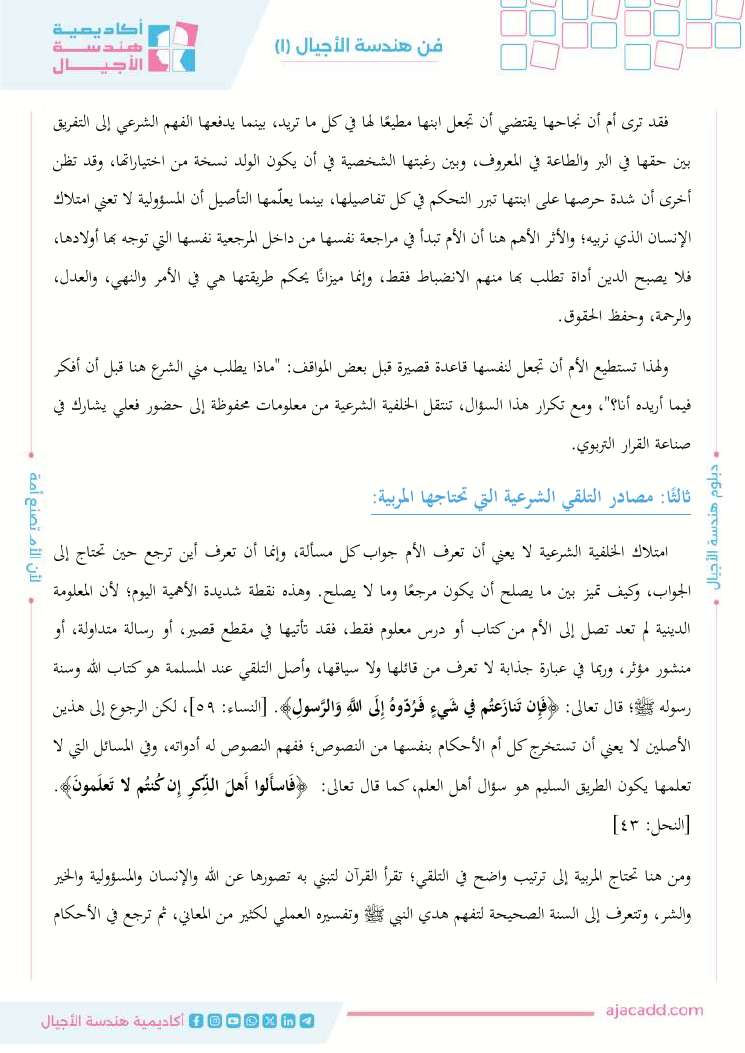 أكاديمية
هندسة
الأجيال
فن هندسة الأجيال (١)
فقد ترى أم أن نجاحها يقتضي أن تجعل ابنها مطيعًا لها في كل ما تريد، بينما يدفعها الفهم الشرعي إلى التفريق
بين حقها في البر والطاعة في المعروف، وبين رغبتها الشخصية في أن يكون الولد نسخة من اختياراتها، وقد تظن
أخرى أن شدة حرصها على ابنتها تبرر التحكم في كل تفاصيلها، بينما يعلّمها التأصيل أن المسؤولية لا تعني امتلاك
الإنسان الذي نربيه؛ والأثر الأهم هنا أن الأم تبدأ في مراجعة نفسها من داخل المرجعية نفسها التي توجه بها أولادها،
فلا يصبح الدين أداة تطلب بها منهم الانضباط فقط، وإنما ميزانًا يحكم طريقتها هي في الأمر والنهي، والعدل،
والرحمة، وحفظ الحقوق.
ولهذا تستطيع الأم أن تجعل لنفسها قاعدة قصيرة قبل بعض المواقف: "ماذا يطلب مني الشرع هنا قبل أن أفكر
فيما أريده أنا؟"، ومع تكرار هذا السؤال، تنتقل الخلفية الشرعية من معلومات محفوظة إلى حضور فعلي يشارك في
صناعة القرار التربوي.
ثالثًا: مصادر التلقي الشرعية التي تحتاجها المربية:
امتلاك الخلفية الشرعية لا يعني أن تعرف الأم جواب كل مسألة، وإنما أن تعرف أين ترجع حين تحتاج إلى
الجواب، وكيف تميز بين ما يصلح أن يكون مرجعًا وما لا يصلح. وهذه نقطة شديدة الأهمية اليوم؛ لأن المعلومة
الدينية لم تعد تصل إلى الأم من كتاب أو درس معلوم فقط، فقد تأتيها في مقطع قصير، أو رسالة متداولة، أو
منشور مؤثر، وربما في عبارة جذابة لا تعرف من قائلها ولا سياقها، وأصل التلقي عند المسلمة هو كتاب الله وسنة
رسوله ﷺ؛ قال تعالى: ﴿فَإِن تَنازَعتُم في شَيءٍ فَرُدّوهُ إِلَى اللَّهِ وَالرَّسولِ﴾. [النساء: ٥٩]، لكن الرجوع إلى هذين
الأصلين لا يعني أن تستخرج كل أم الأحكام بنفسها من النصوص؛ ففهم النصوص له أدواته، وفي المسائل التي لا
تعلمها يكون الطريق السليم هو سؤال أهل العلم، كما قال تعالى: ﴿فَاسأَلوا أَهلَ الذِّكرِ إِن كُنتُم لا تَعلَمونَ﴾.
[النحل: ٤٣]
ومن هنا تحتاج المربية إلى ترتيب واضح في التلقي؛ تقرأ القرآن لتبني به تصورها عن الله والإنسان والمسؤولية والخير
والشر، وتتعرف إلى السنة الصحيحة لتفهم هدي النبي ﷺ وتفسيره العملي لكثير من المعاني، ثم ترجع في الأحكام
دبلوم هندسة الأجيال
لأن الأم تصنع أمة
أكاديمية هندسة الأجيال
ajacadd.com